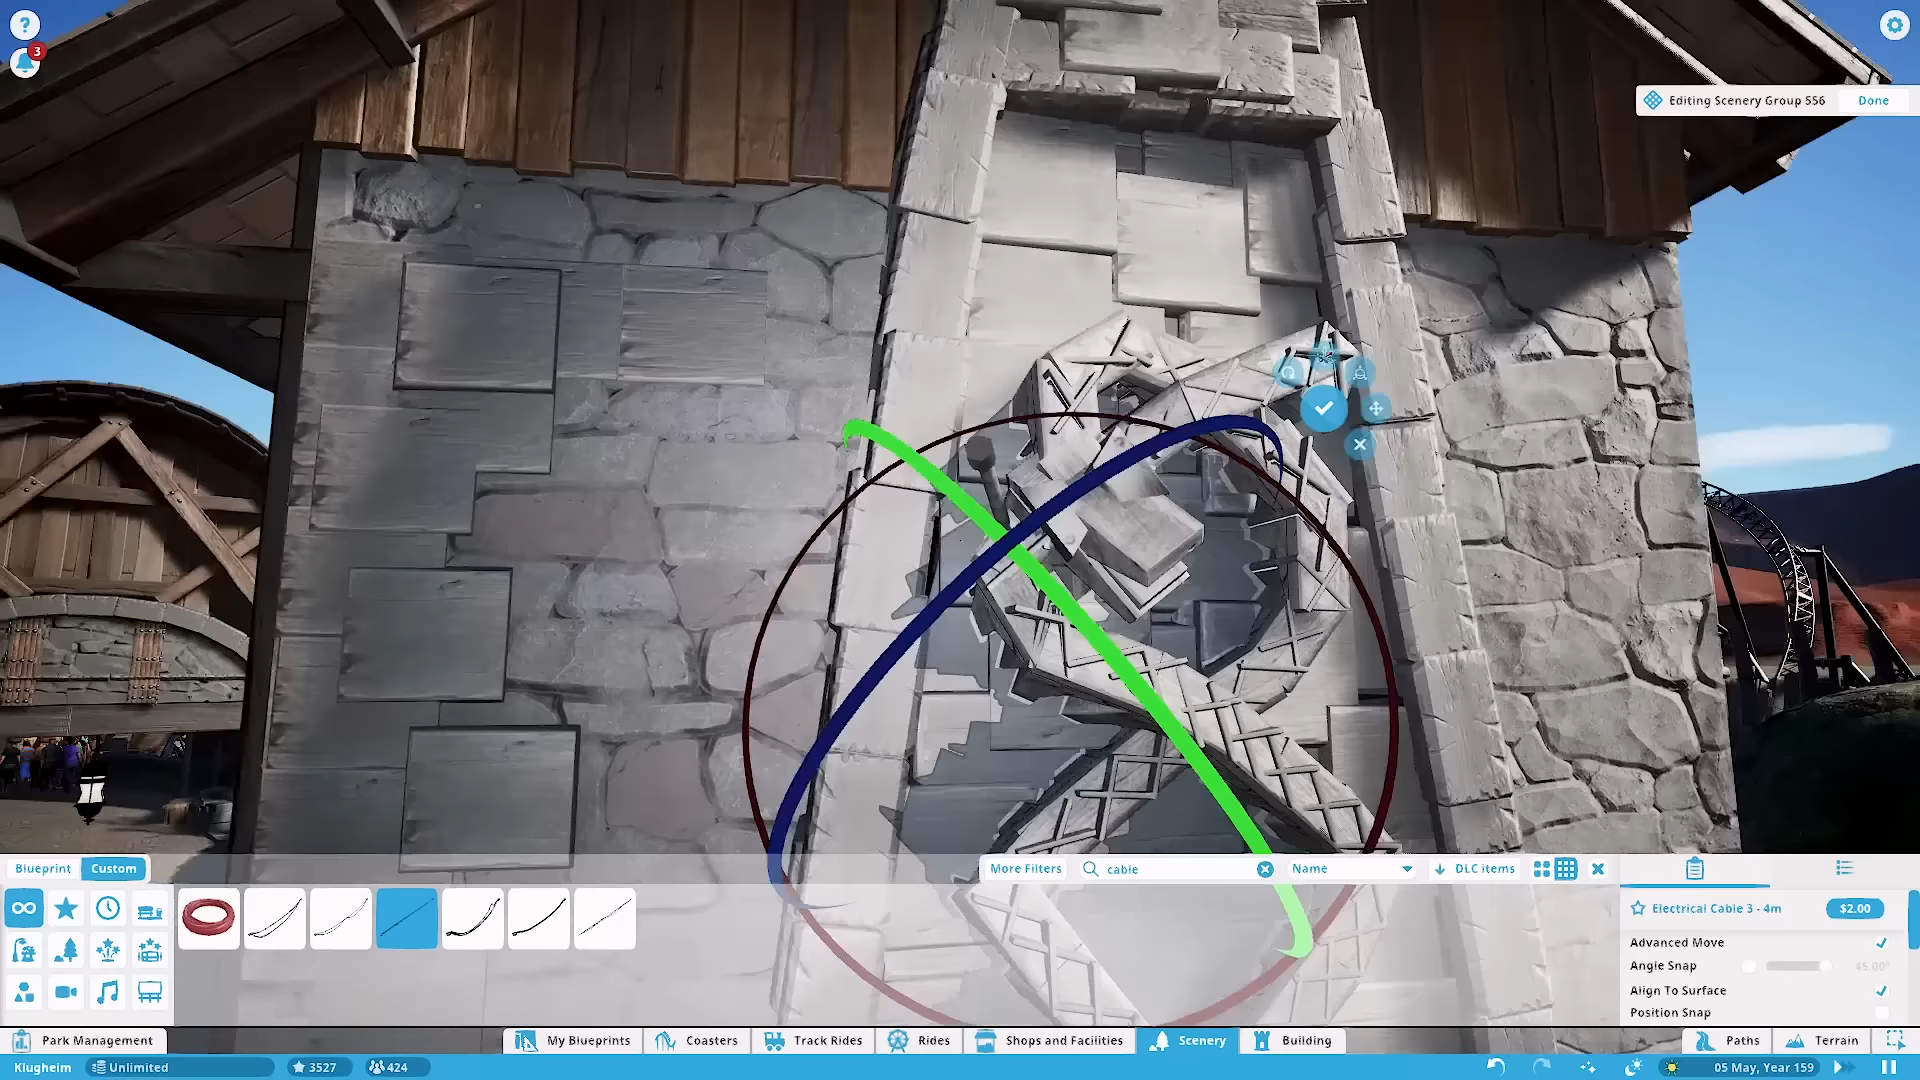 ?
3
Editing Scenery Group 556
Done
Blueprint
Custom
More Filters
cable
Name
DLC items
Electrical Cable 3 - 4m
$2.00
Advanced Move
Angle Snap
45.00°
Align To Surface
Position Snap
Park Management
My Blueprints
Coasters
Track Rides
Rides
Shops and Facilities
Scenery
Building
Paths
Terrain
Klugheim
Unlimited
3527
424
05 May, Year 159